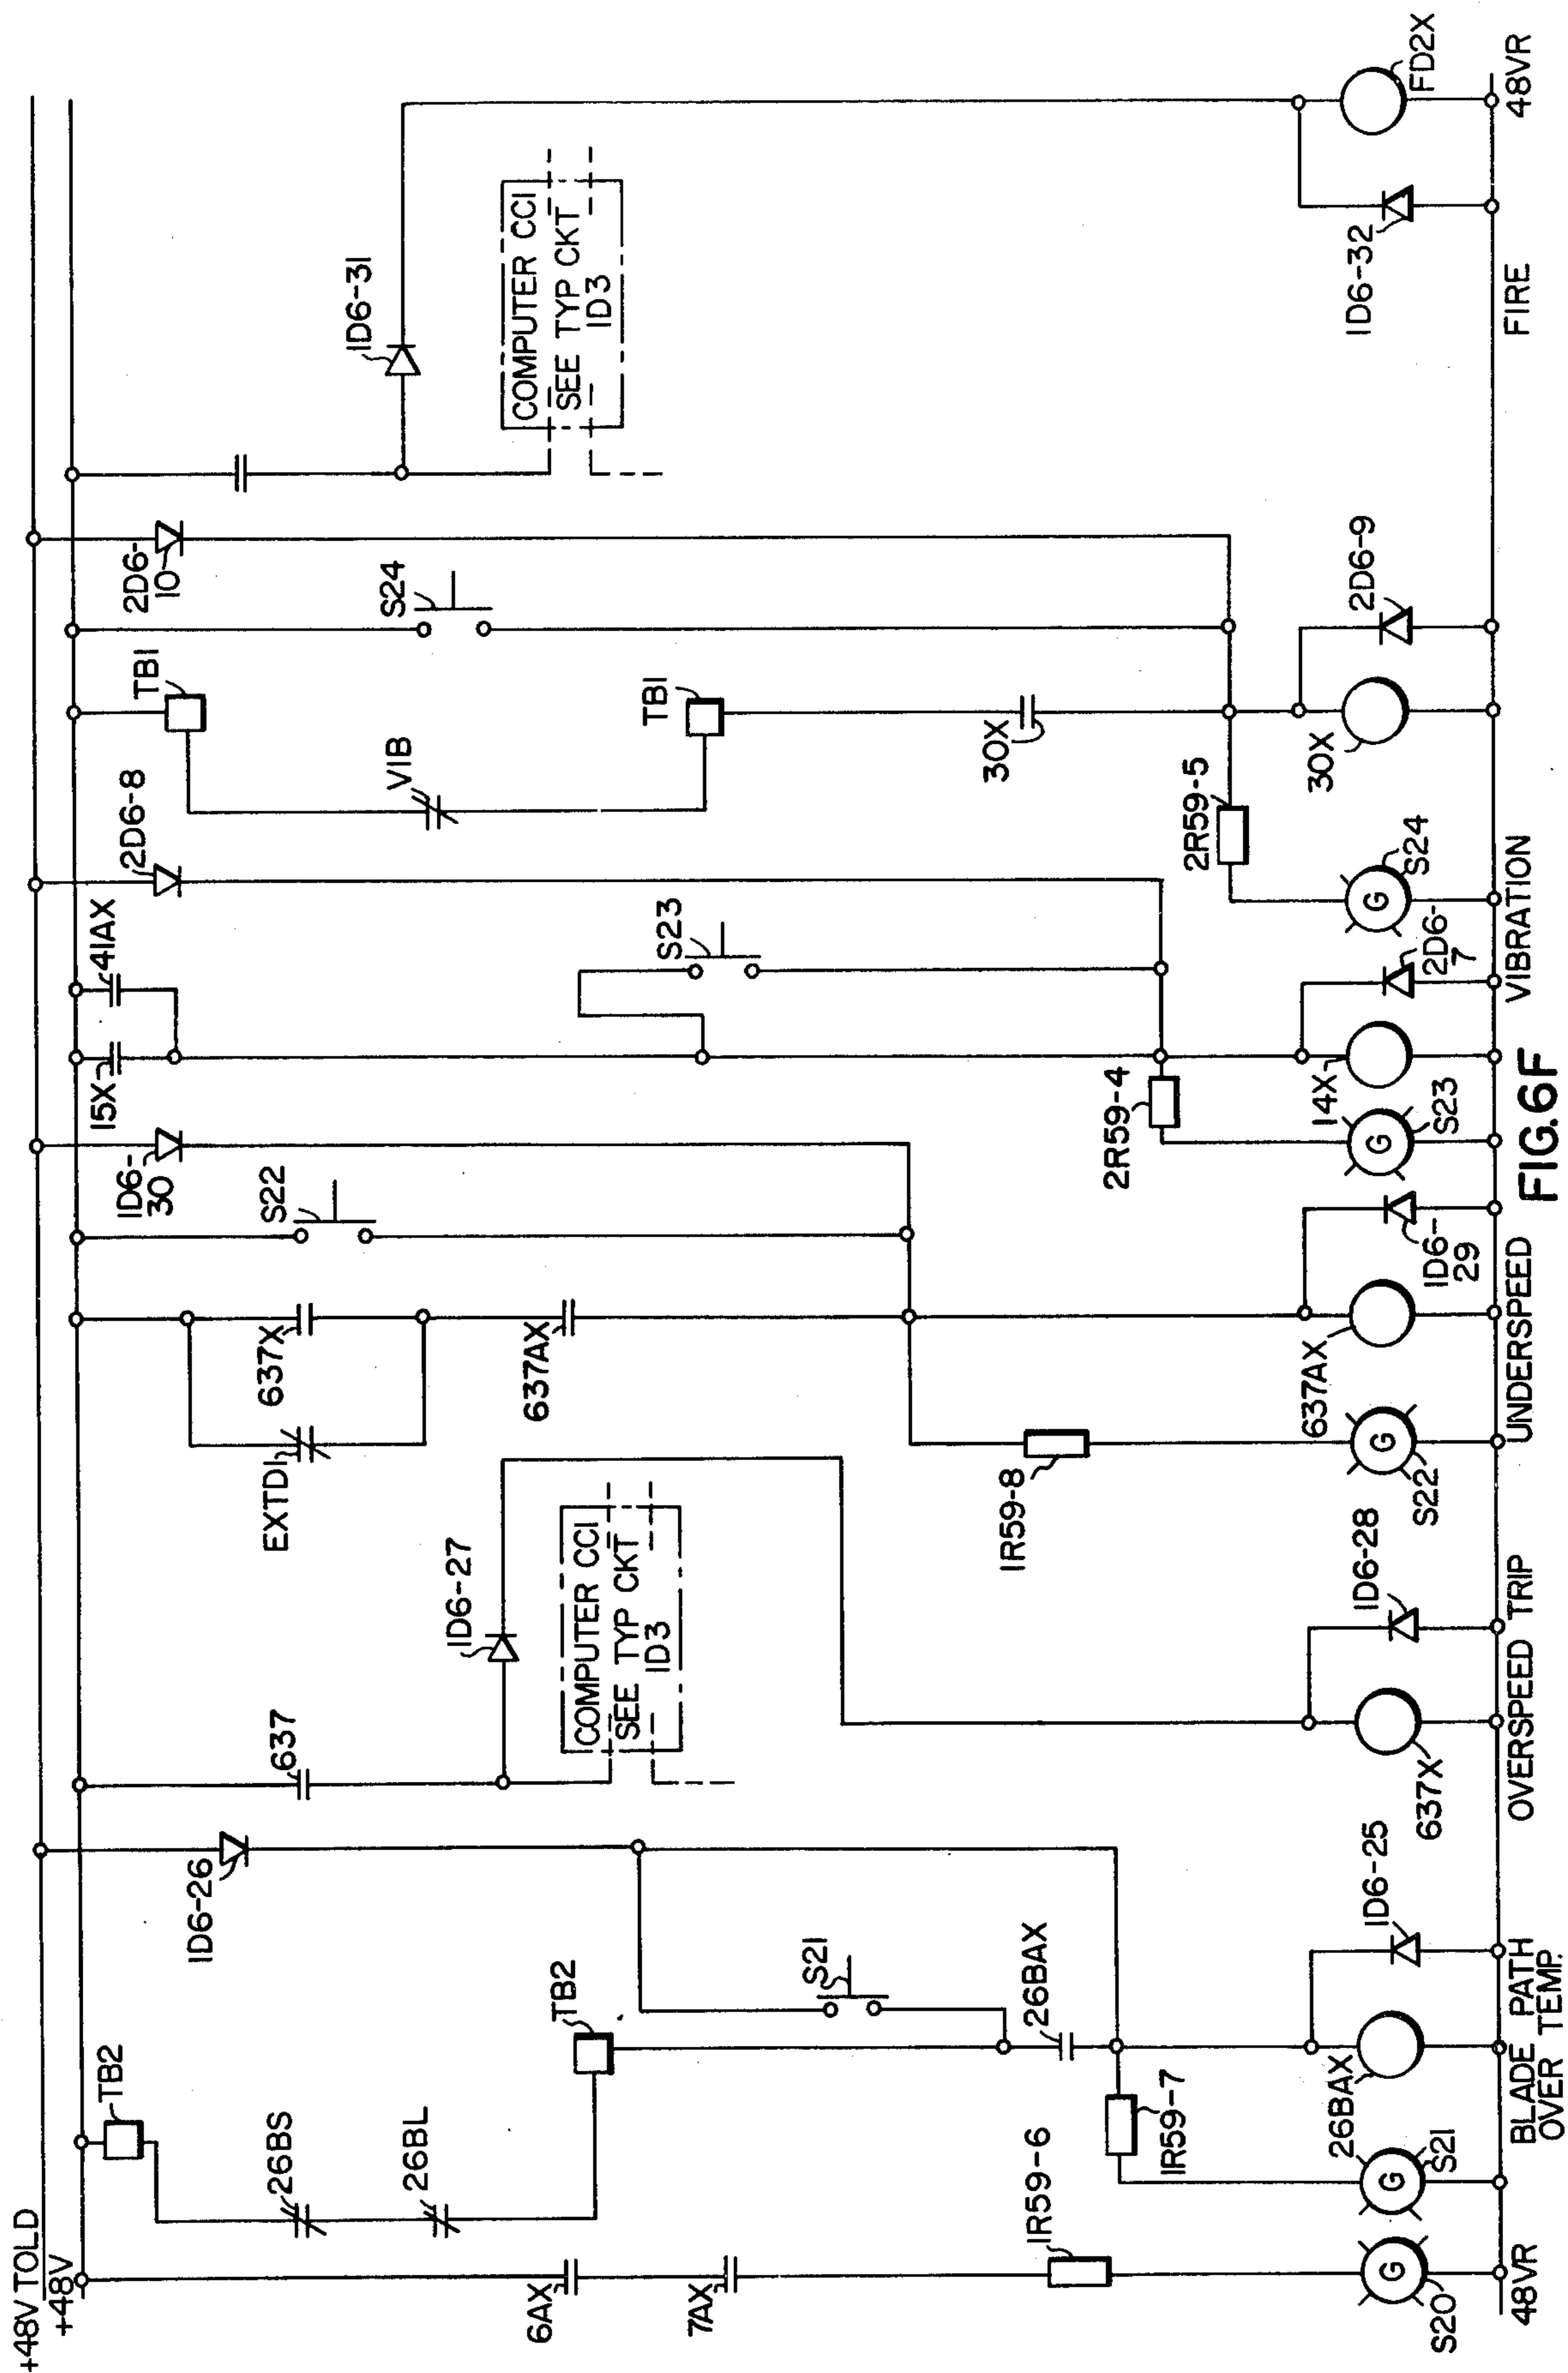 +48V TOLD
+48V
TB2
15X
41AX
1D6-
30
2D6-8
TB1
2D6-
10
1D6-26
26BS
637
EXTD1
637X
S22
26BL
VIB
S24
1D6-31
1D6-27
6AX
TB2
637AX
COMPUTER CCI
SEE TYP CKT
1D3
COMPUTER CCI
SEE TYP CKT
1D3
7AX
S23
TB1
S21
1R59-6
26BAX
1R59-8
30X
1R59-7
2R59-4
2R59-5
26BAX
1D6-25
637X
1D6-28
637AX
14X
30X
2D6-9
1D6-32
G
S20
G
S21
G
S22
1D6-
29
G
S23
2D6-
7
G
S24
FD2X
48VR
BLADE PATH
OVER TEMP.
OVERSPEED TRIP
UNDERSPEED
VIBRATION
FIRE
48VR
FIG.6F